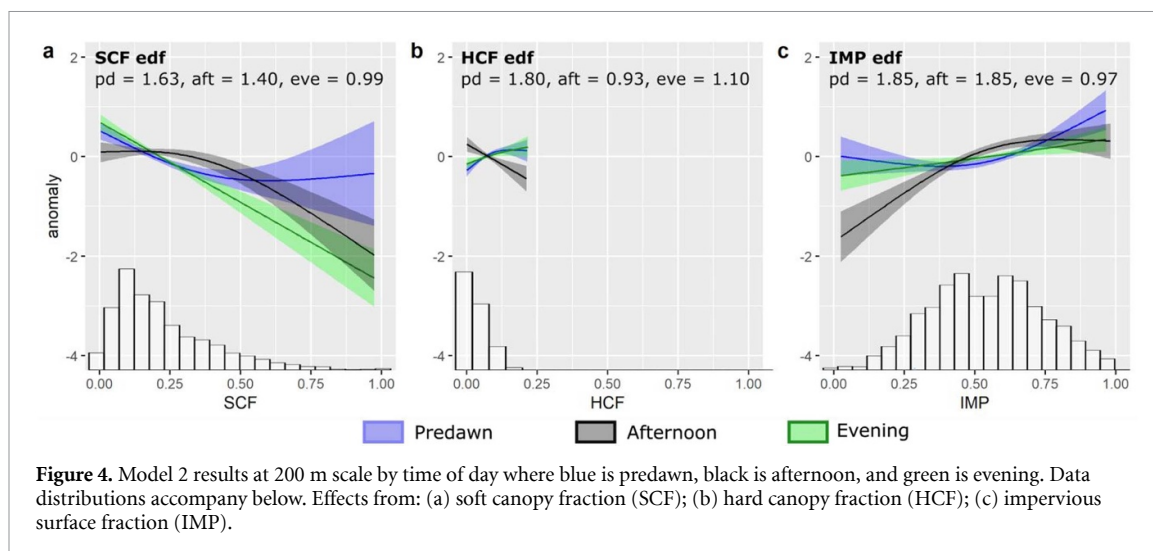 a
SCF edf
pd = 1.63, aft = 1.40, eve = 0.99
b
HCF edf
pd = 1.80, aft = 0.93, eve = 1.10
c
IMP edf
pd = 1.85, aft = 1.85, eve = 0.97
anomaly
2
0
-2
-4
0.00 0.25 0.50 0.75 1.00
SCF
2
0
-2
-4
0.00 0.25 0.50 0.75 1.00
HCF
2
0
-2
-4
0.00 0.25 0.50 0.75 1.00
IMP
Predawn Afternoon Evening
Figure 4. Model 2 results at 200 m scale by time of day where blue is predawn, black is afternoon, and green is evening. Data
distributions accompany below. Effects from: (a) soft canopy fraction (SCF); (b) hard canopy fraction (HCF); (c) impervious
surface fraction (IMP).